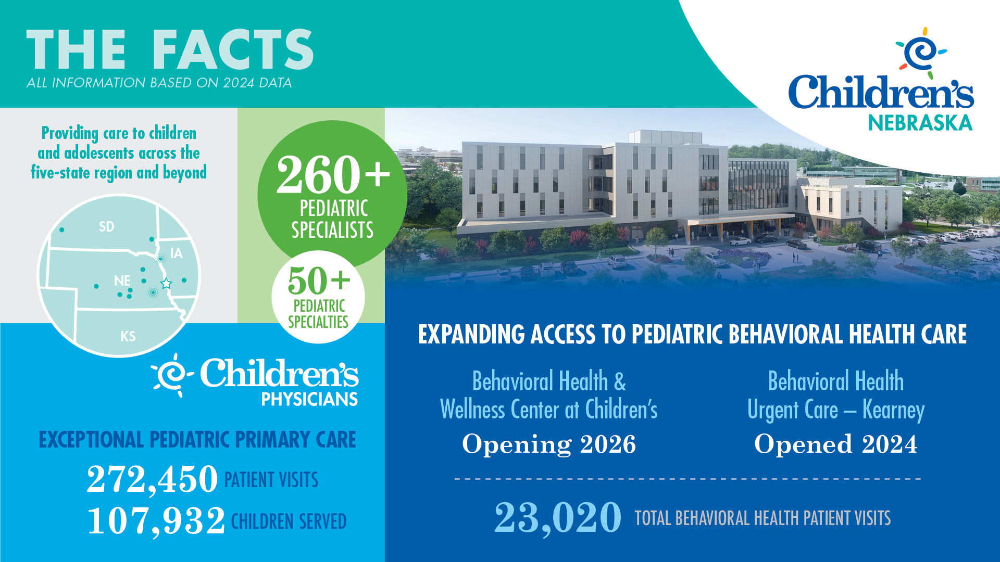 THE FACTS
ALL INFORMATION BASED ON 2024 DATA
Children's
NEBRASKA
Providing care to children
and adolescents across the
five-state region and beyond
SD
IA
NE
KS
260+
PEDIATRIC
SPECIALISTS
50+
PEDIATRIC
SPECIALTIES
Children's
PHYSICIANS
EXCEPTIONAL PEDIATRIC PRIMARY CARE
272,450 PATIENT VISITS
107,932 CHILDREN SERVED
EXPANDING ACCESS TO PEDIATRIC BEHAVIORAL HEALTH CARE
Behavioral Health &
Wellness Center at Children's
Opening 2026
Behavioral Health
Urgent Care – Kearney
Opened 2024
23,020 TOTAL BEHAVIORAL HEALTH PATIENT VISITS